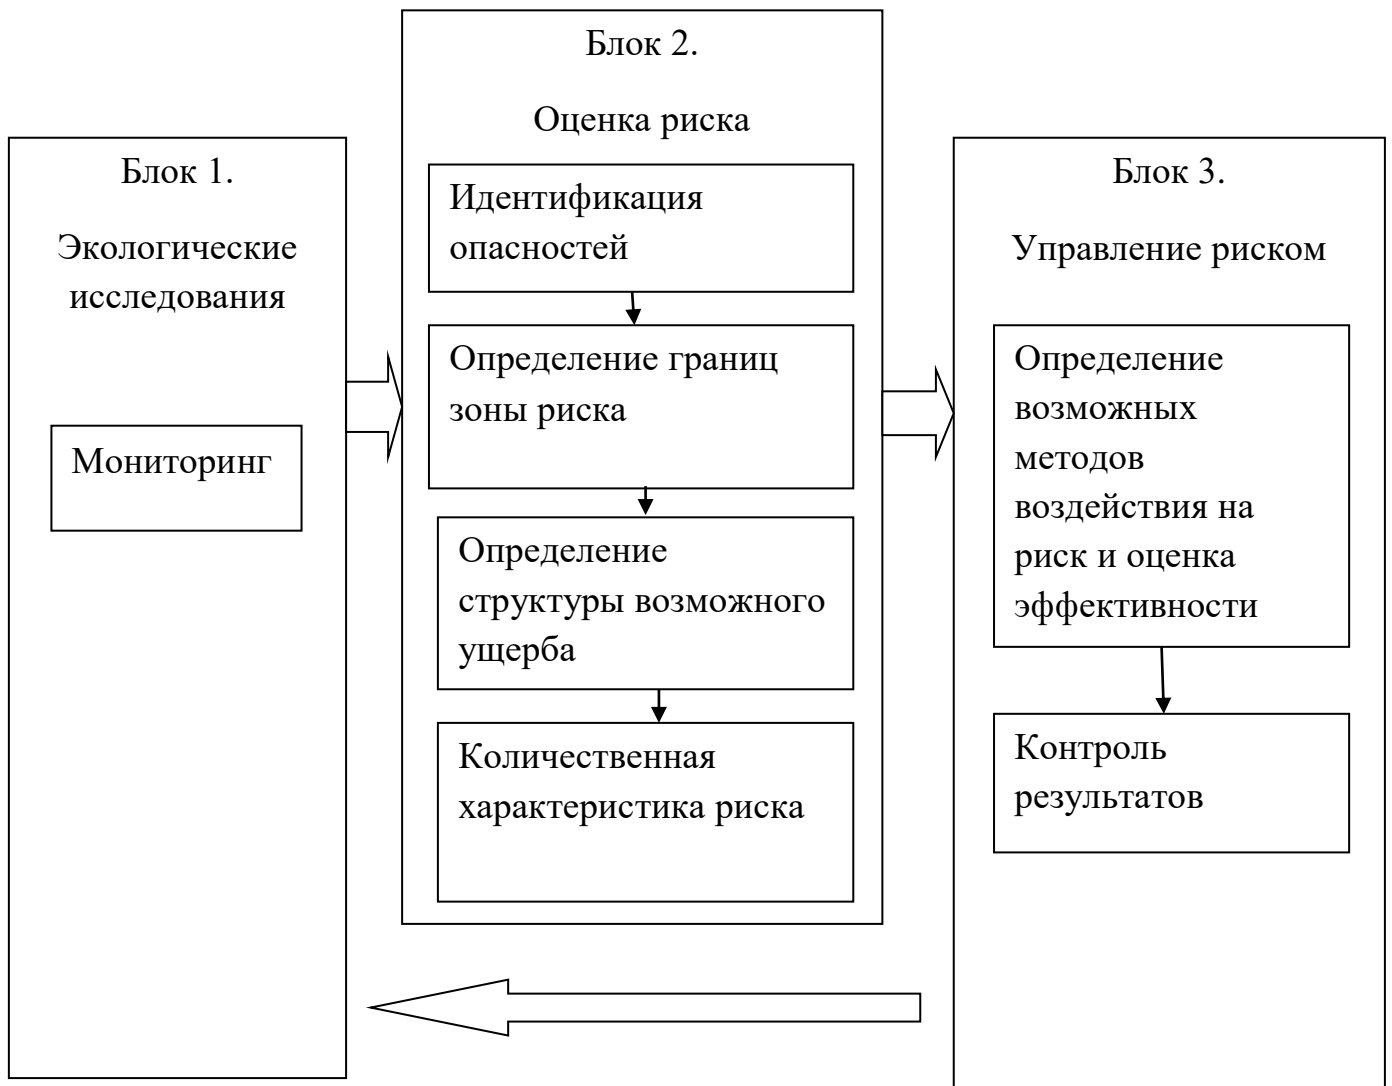 Блок 1.
Экологические
исследования
Мониторинг
Блок 2.
Оценка риска
Идентификация
опасностей
Определение границ
зоны риска
Определение
структуры возможного
ущерба
Количественная
характеристика риска
Блок 3.
Управление риском
Определение
возможных
методов
воздействия на
риск и оценка
эффективности
Контроль
результатов